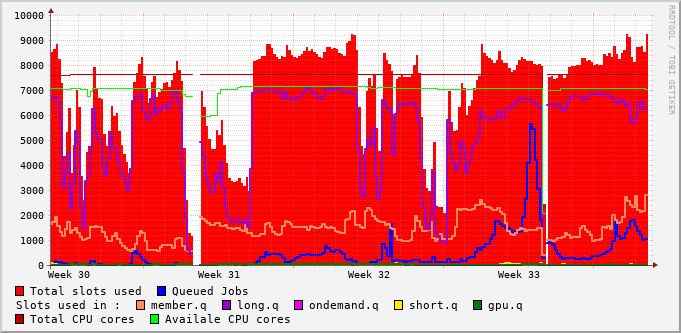 10000
9000
8000
7000
6000
5000
4000
3000
2000
1000
0
Week 30 Week 31 Week 32 Week 33
Total slots used Queued Jobs
Slots used in : member.q long.q ondemand.q short.q gpu.q
Total CPU cores Availale CPU cores
RRDTOOL / TOBI OETIKER